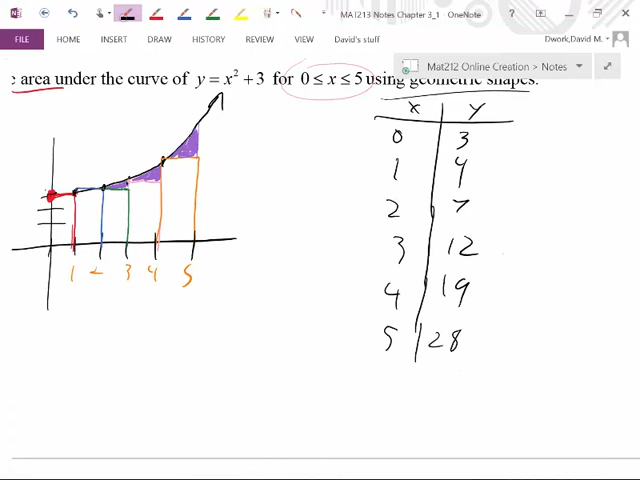 MAT213 Notes Chapter 3_1 - OneNote
FILE HOME INSERT DRAW HISTORY REVIEW VIEW David's stuff Dwork, David M.
Mat212 Online Creation > Notes
e area under the curve of y = x² + 3 for 0 ≤ x ≤ 5 using geometric shapes.
x y
0 3
1 4
2 7
3 12
4 19
5 28
1 2 3 4 5